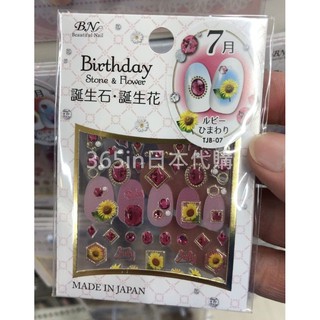 BN
Beautiful Nail
7月
Birthday
Stone & Flower
誕生石・誕生花
ルビー
ひまわり
TJB-07
365in日本代購
MADE IN JAPAN